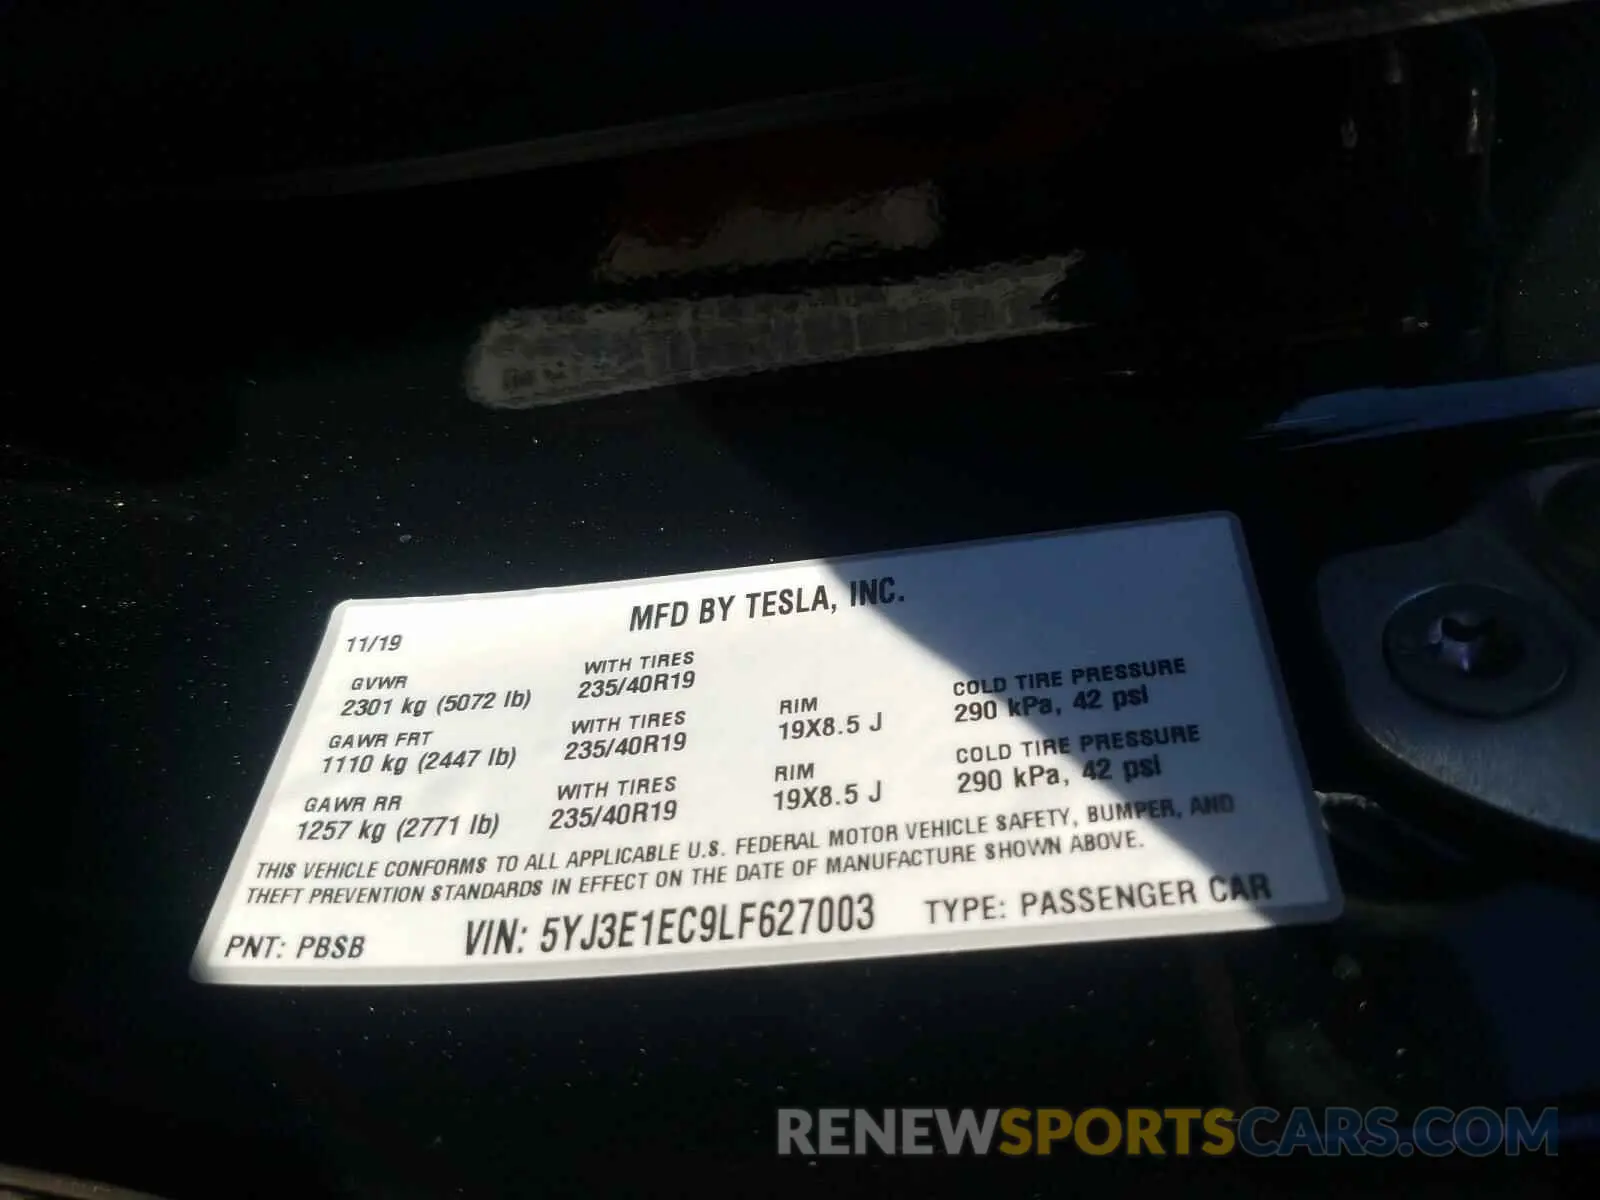 MFD BY TESLA, INC.
11/19
GVWR WITH TIRES
2301 kg (5072 lb) 235/40R19
GAWR FRT WITH TIRES RIM COLD TIRE PRESSURE
1110 kg (2447 lb) 235/40R19 19X8.5 J 290 kPa, 42 psi
GAWR RR WITH TIRES RIM COLD TIRE PRESSURE
1257 kg (2771 lb) 235/40R19 19X8.5 J 290 kPa, 42 psi
THIS VEHICLE CONFORMS TO ALL APPLICABLE U.S. FEDERAL MOTOR VEHICLE SAFETY, BUMPER, AND
THEFT PREVENTION STANDARDS IN EFFECT ON THE DATE OF MANUFACTURE SHOWN ABOVE.
PNT: PBSB VIN: 5YJ3E1EC9LF627003 TYPE: PASSENGER CAR
RENEWSPORTSCARS.COM